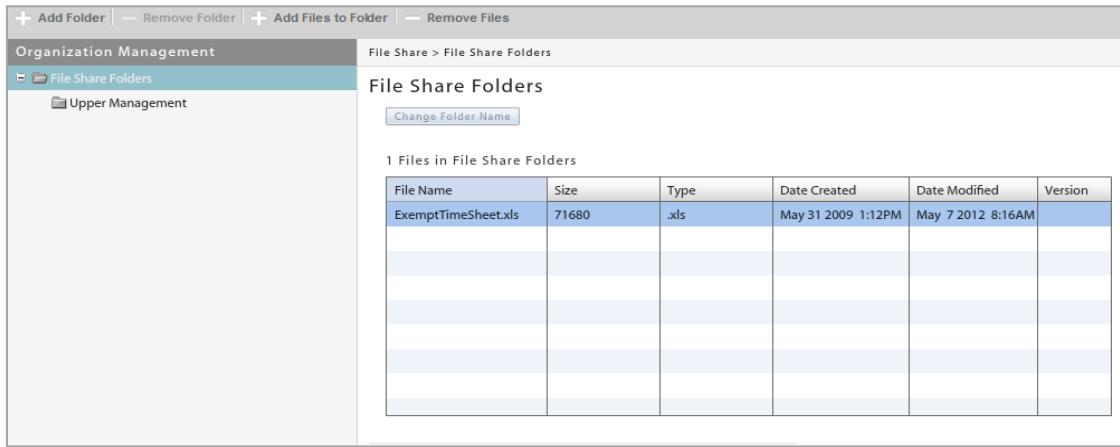 Add Folder Remove Folder Add Files to Folder Remove Files
Organization Management
File Share Folders
Upper Management
File Share > File Share Folders
File Share Folders
Change Folder Name
1 Files in File Share Folders
File Name Size Type Date Created Date Modified Version
ExemptTimeSheet.xls 71680 .xls May 31 2009 1:12PM May 7 2012 8:16AM